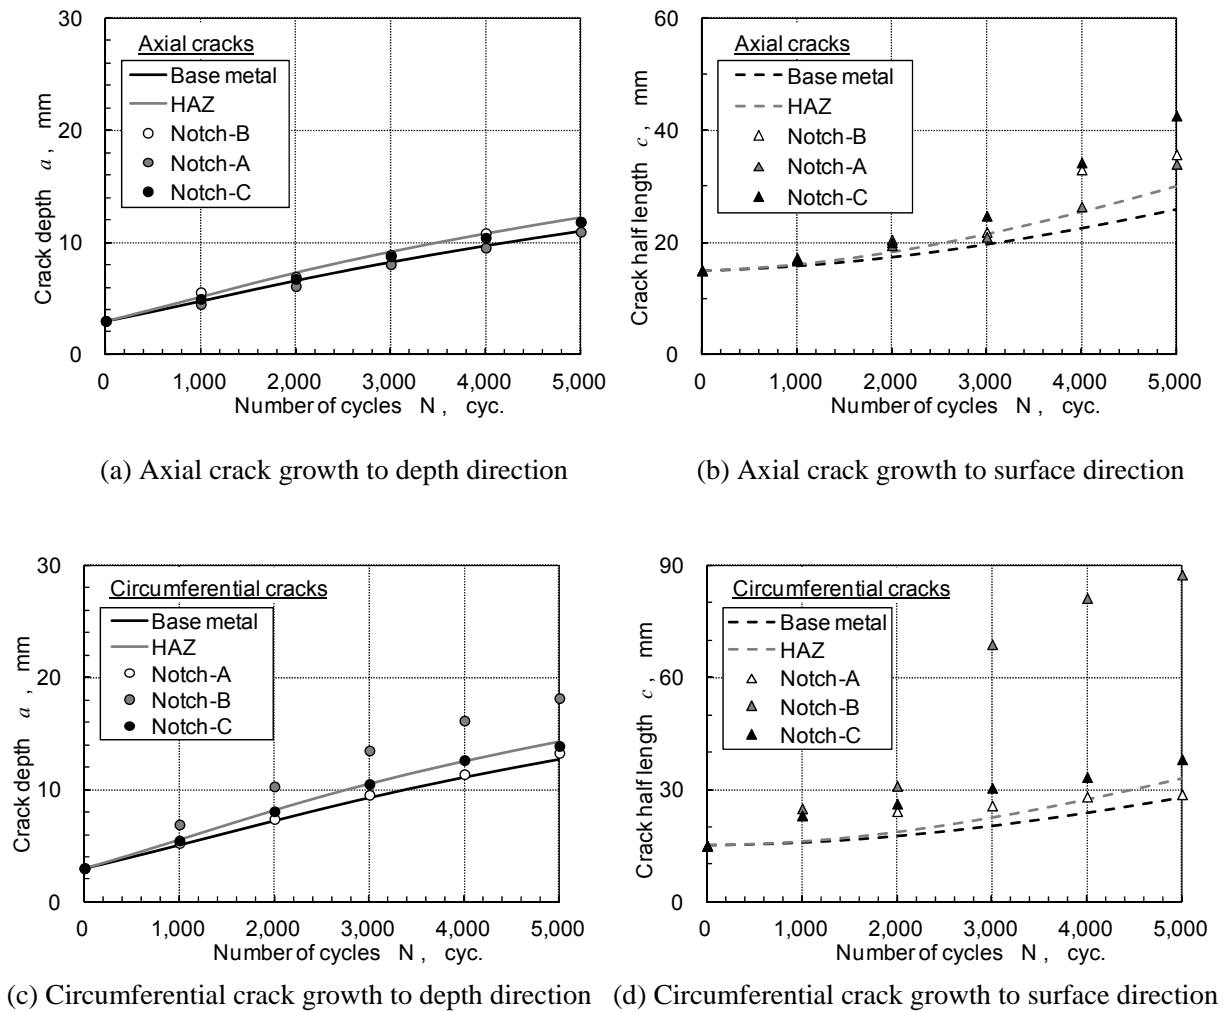 30
20
10
0
Crack depth a , mm
Axial cracks
Base metal
HAZ
Notch-B
Notch-A
Notch-C
0 1,000 2,000 3,000 4,000 5,000
Number of cycles N , cyc.
(a) Axial crack growth to depth direction
60
40
20
0
Crack half length c , mm
Axial cracks
Base metal
HAZ
Notch-B
Notch-A
Notch-C
0 1,000 2,000 3,000 4,000 5,000
Number of cycles N , cyc.
(b) Axial crack growth to surface direction
30
20
10
0
Crack depth a , mm
Circumferential cracks
Base metal
HAZ
Notch-A
Notch-B
Notch-C
0 1,000 2,000 3,000 4,000 5,000
Number of cycles N , cyc.
(c) Circumferential crack growth to depth direction
90
60
30
0
Crack half length c , mm
Circumferential cracks
Base metal
HAZ
Notch-A
Notch-B
Notch-C
0 1,000 2,000 3,000 4,000 5,000
Number of cycles N , cyc.
(d) Circumferential crack growth to surface direction